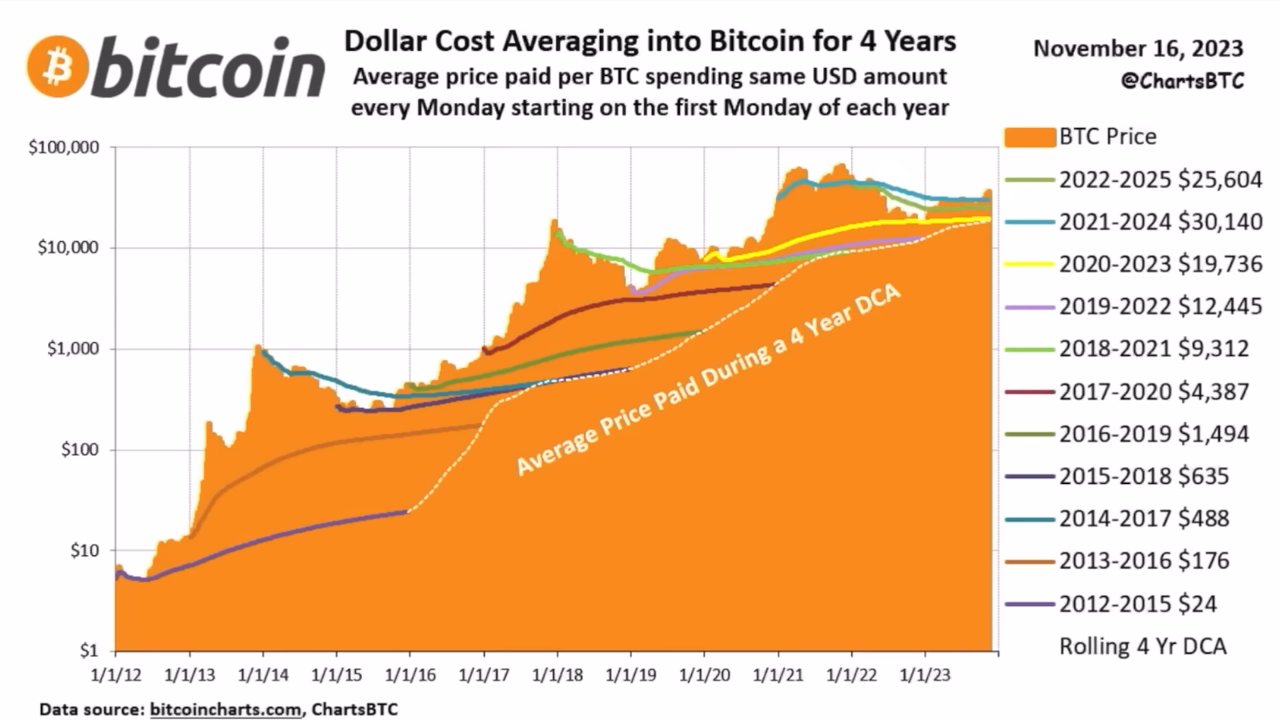 bitcoin
Dollar Cost Averaging into Bitcoin for 4 Years
Average price paid per BTC spending same USD amount
every Monday starting on the first Monday of each year
November 16, 2023
@ChartsBTC
$100,000
$10,000
$1,000
$100
$10
$1
Average Price Paid During a 4 Year DCA
1/1/12 1/1/13 1/1/14 1/1/15 1/1/16 1/1/17 1/1/18 1/1/19 1/1/20 1/1/21 1/1/22 1/1/23
BTC Price
2022-2025 $25,604
2021-2024 $30,140
2020-2023 $19,736
2019-2022 $12,445
2018-2021 $9,312
2017-2020 $4,387
2016-2019 $1,494
2015-2018 $635
2014-2017 $488
2013-2016 $176
2012-2015 $24
Rolling 4 Yr DCA
Data source: bitcoincharts.com, ChartsBTC